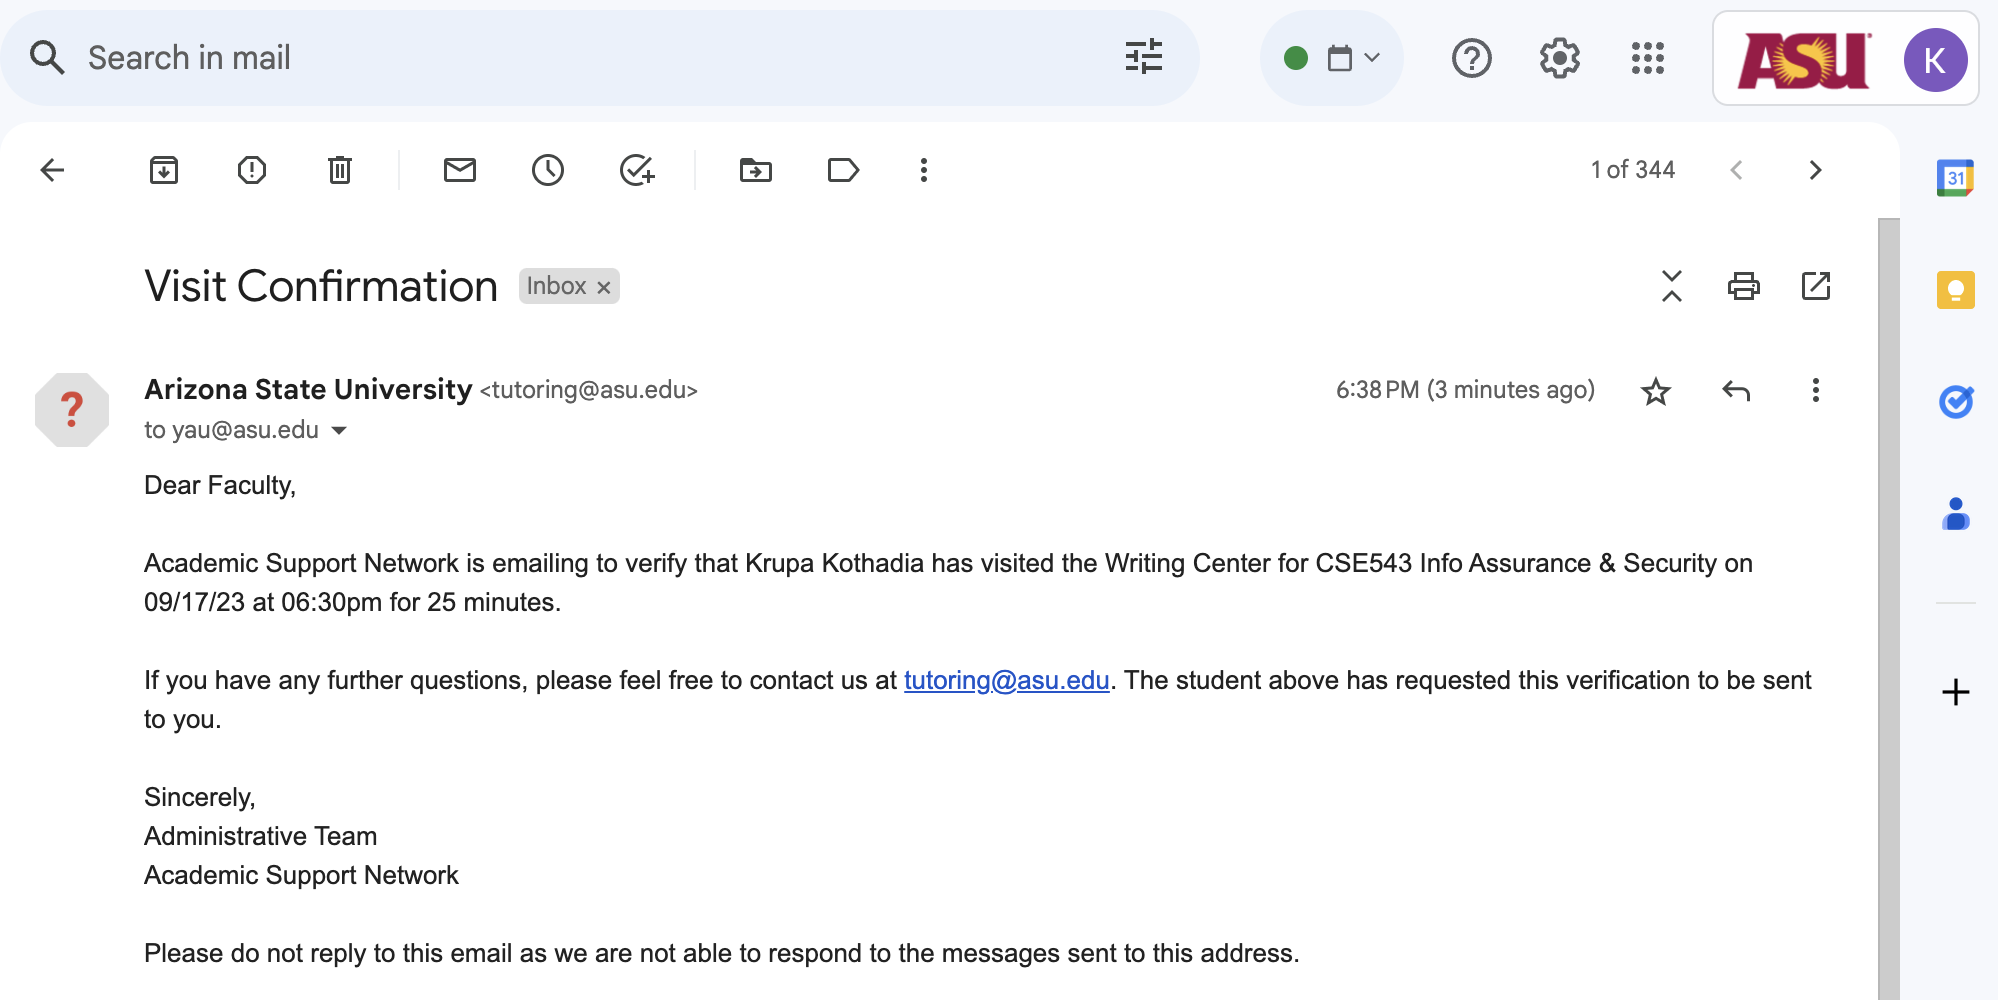 Search in mail
ASU
K
1 of 344
31
Visit Confirmation Inbox ×
Arizona State University <tutoring@asu.edu> 6:38 PM (3 minutes ago)
to yau@asu.edu
Dear Faculty,
Academic Support Network is emailing to verify that Krupa Kothadia has visited the Writing Center for CSE543 Info Assurance & Security on
09/17/23 at 06:30pm for 25 minutes.
If you have any further questions, please feel free to contact us at tutoring@asu.edu. The student above has requested this verification to be sent
to you.
Sincerely,
Administrative Team
Academic Support Network
Please do not reply to this email as we are not able to respond to the messages sent to this address.